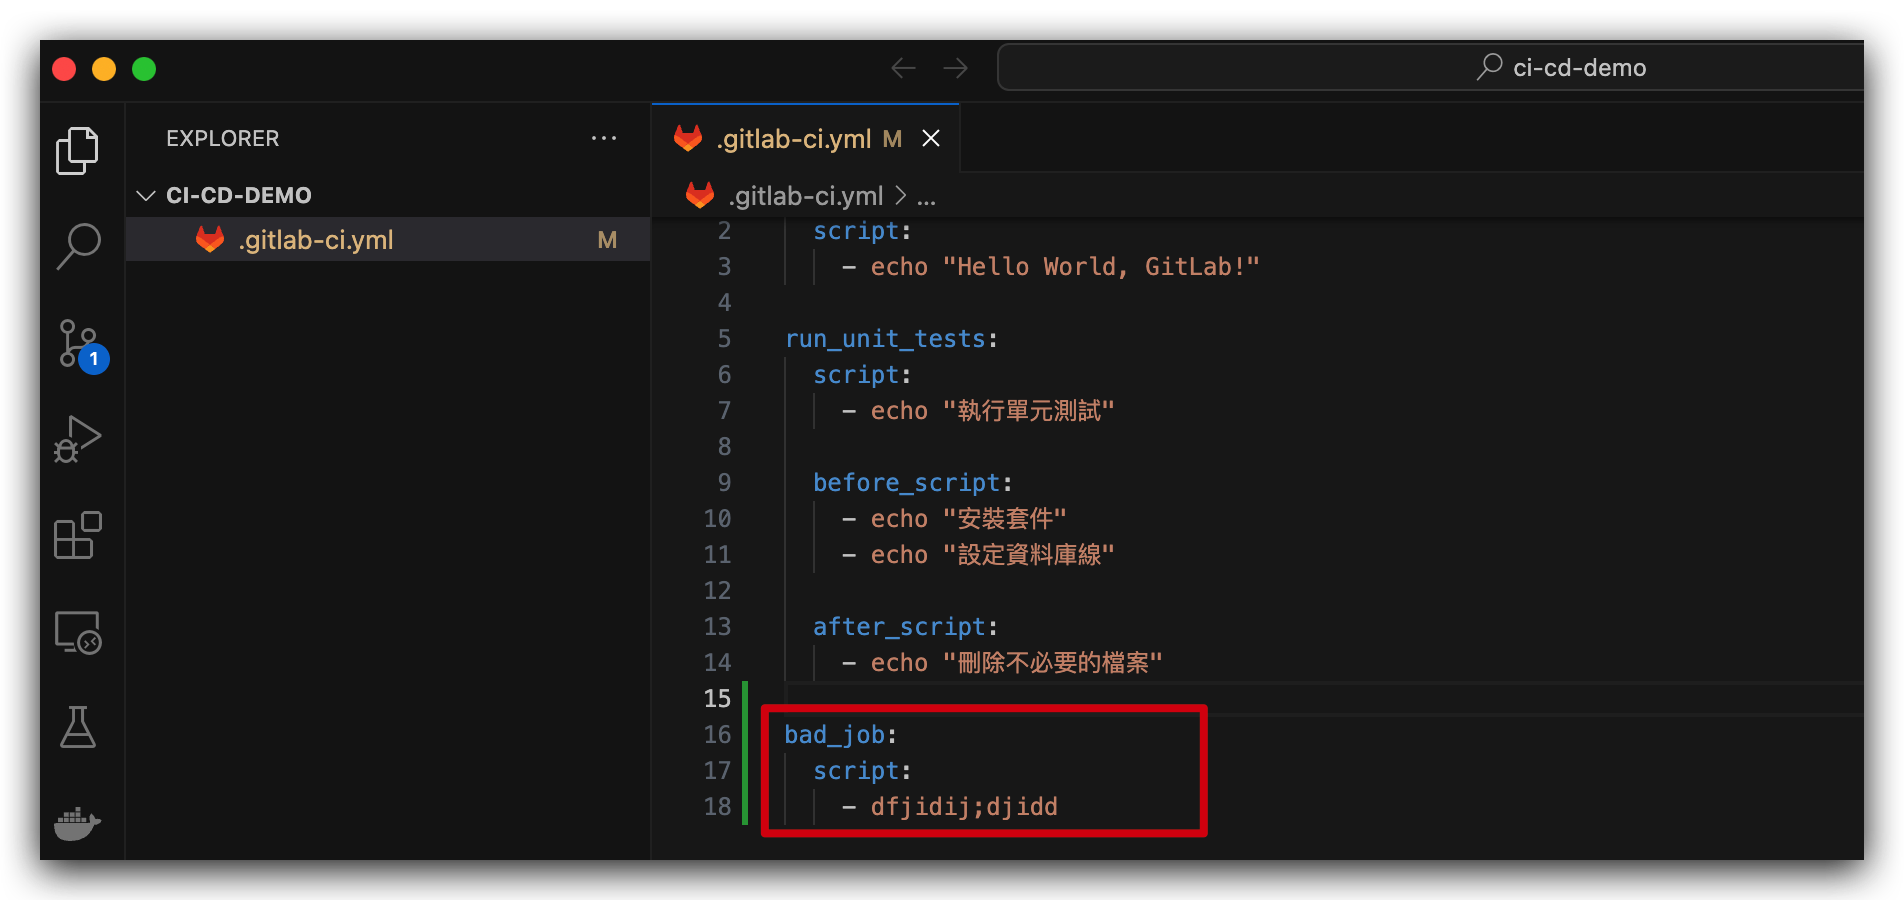 ci-cd-demo
EXPLORER
CI-CD-DEMO
.gitlab-ci.yml M
1
.gitlab-ci.yml M
.gitlab-ci.yml > ...
2 script:
3 - echo "Hello World, GitLab!"
4
5 run_unit_tests:
6 script:
7 - echo "執行單元測試"
8
9 before_script:
10 - echo "安裝套件"
11 - echo "設定資料庫線"
12
13 after_script:
14 - echo "刪除不必要的檔案"
15
16 bad_job:
17 script:
18 - dfjidij;djidd